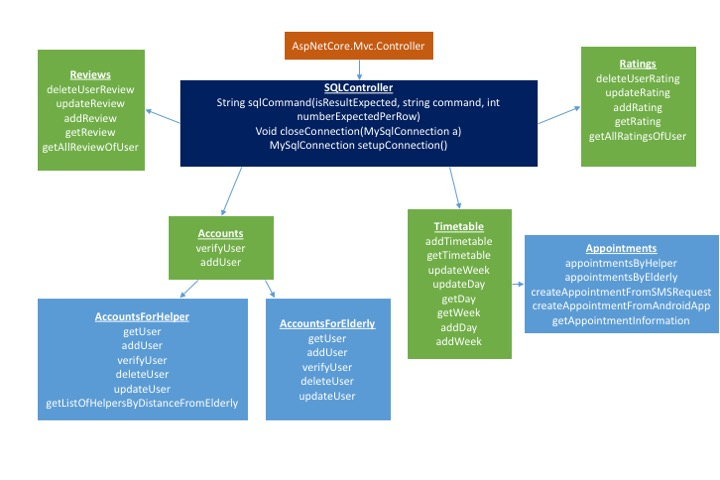 AspNetCore.Mvc.Controller
Reviews
deleteUserReview
updateReview
addReview
getReview
getAllReviewOfUser
SQLController
String sqlCommand(isResultExpected, string command, int
numberExpectedPerRow)
Void closeConnection(MySqlConnection a)
MySqlConnection setupConnection()
Ratings
deleteUserRating
updateRating
addRating
getRating
getAllRatingsOfUser
Accounts
verifyUser
addUser
Timetable
addTimetable
getTimetable
updateWeek
updateDay
getDay
getWeek
addDay
addWeek
Appointments
appointmentsByHelper
appointmentsByElderly
createAppointmentFromSMSRequest
createAppointmentFromAndroidApp
getAppointmentInformation
AccountsForHelper
getUser
addUser
verifyUser
deleteUser
updateUser
getListOfHelpersByDistanceFromElderly
AccountsForElderly
getUser
addUser
verifyUser
deleteUser
updateUser